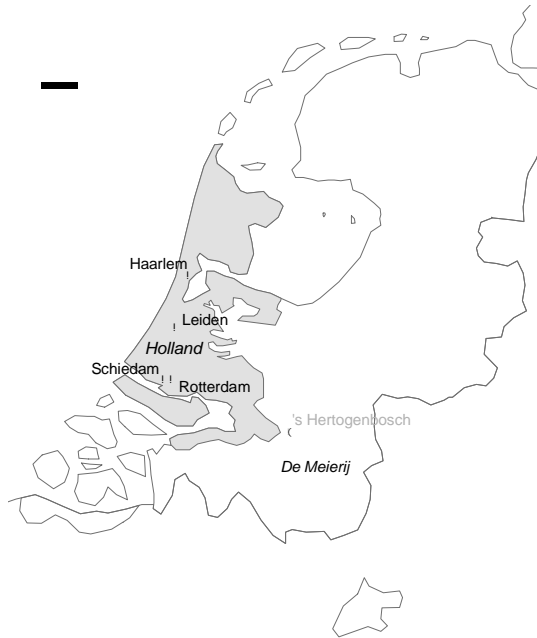 Haarlem
Leiden
Holland
Schiedam
Rotterdam
's Hertogenbosch
De Meierij